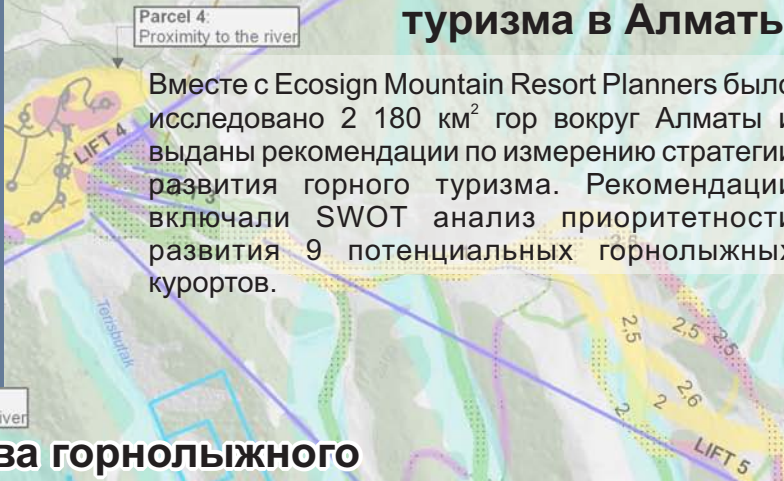 туризма в Алматы
Parcel 4:
Proximity to the river
Вместе с Ecosign Mountain Resort Planners было
исследовано 2 180 км² гор вокруг Алматы и
выданы рекомендации по измерению стратегии
развития горного туризма. Рекомендации
включали SWOT анализ приоритетности
развития 9 потенциальных горнолыжных
курортов.
LIFT 4
Terisbutak
2,5
2,5
2,5
2,6
2
LIFT 5
iver
ва горнолыжного